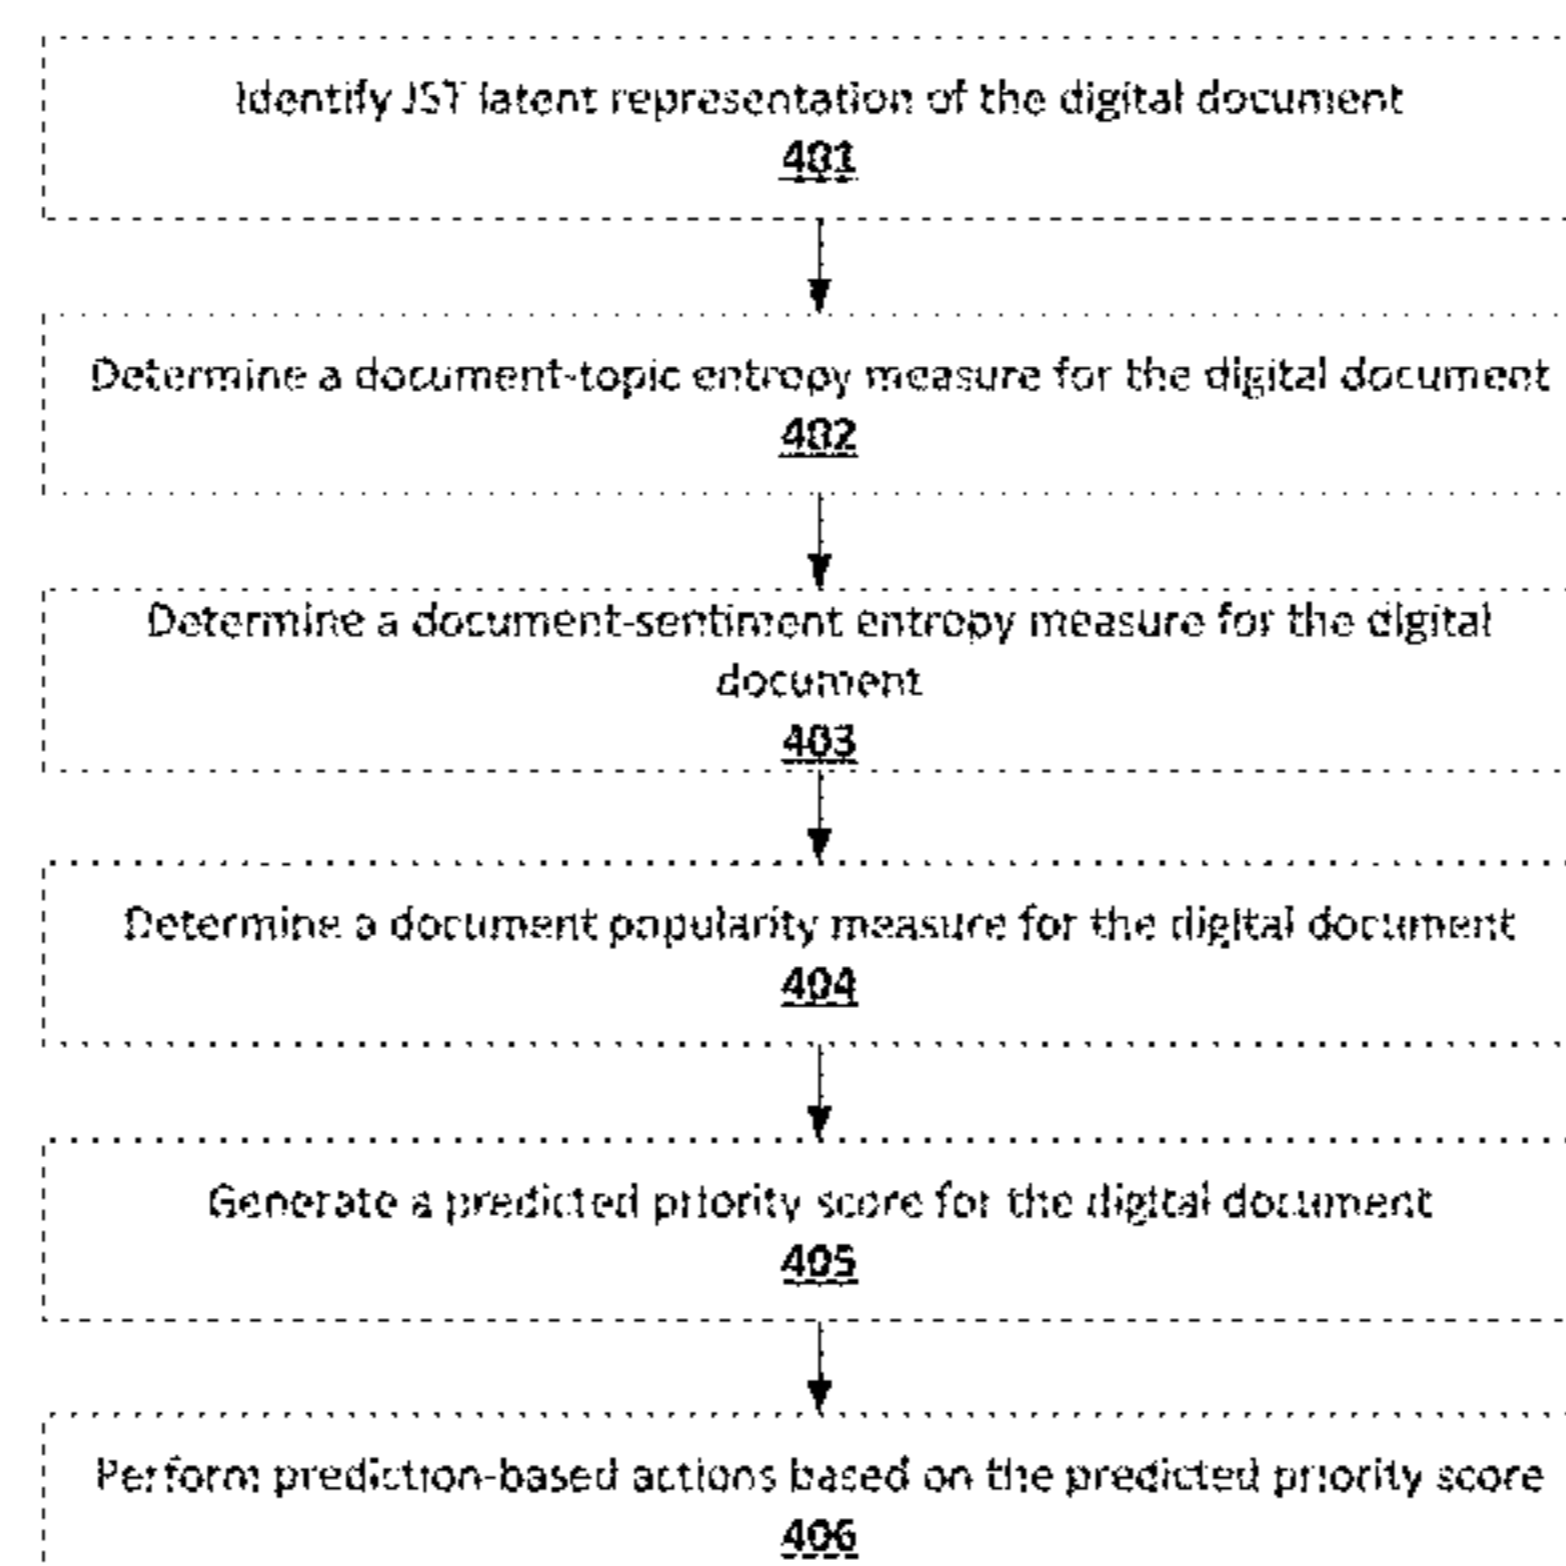 Identify JST latent representation of the digital document
401
Determine a document-topic entropy measure for the digital document
402
Determine a document-sentiment entropy measure for the digital
document
403
Determine a document popularity measure for the digital document
404
Generate a predicted priority score for the digital document
405
Perform prediction-based actions based on the predicted priority score
406